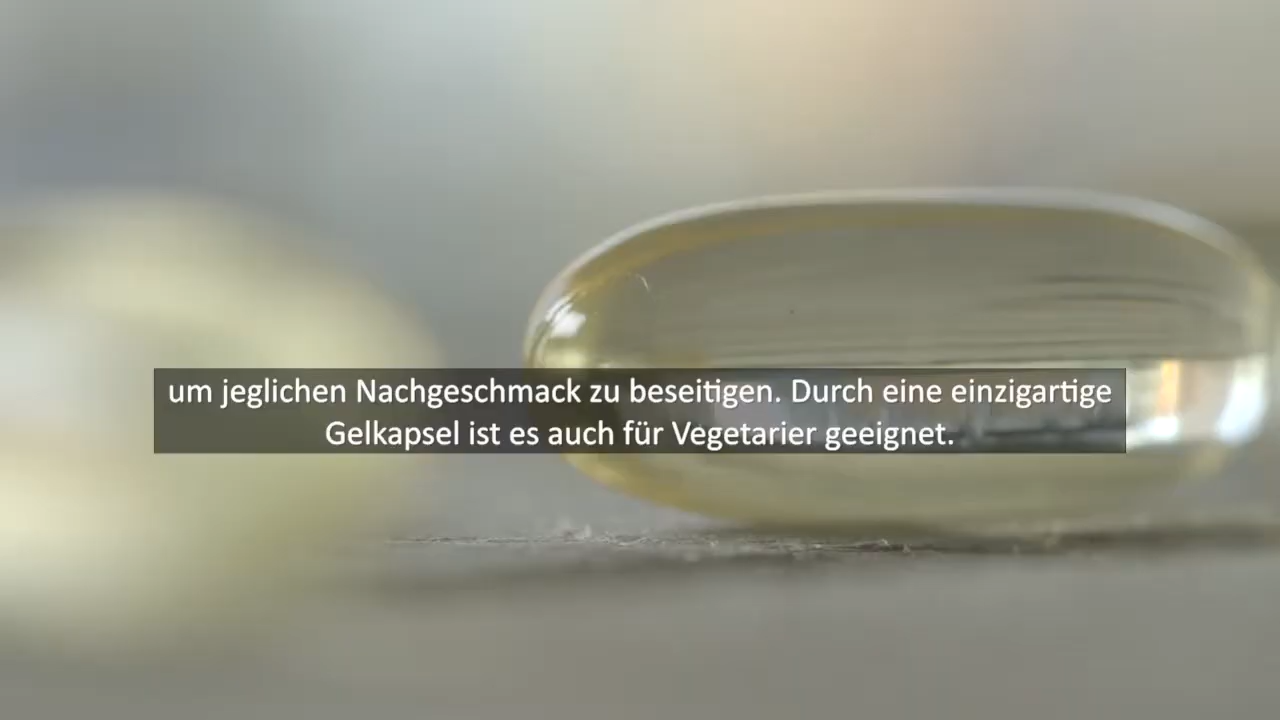 um jeglichen Nachgeschmack zu beseitigen. Durch eine einzigartige
Gelkapsel ist es auch für Vegetarier geeignet.